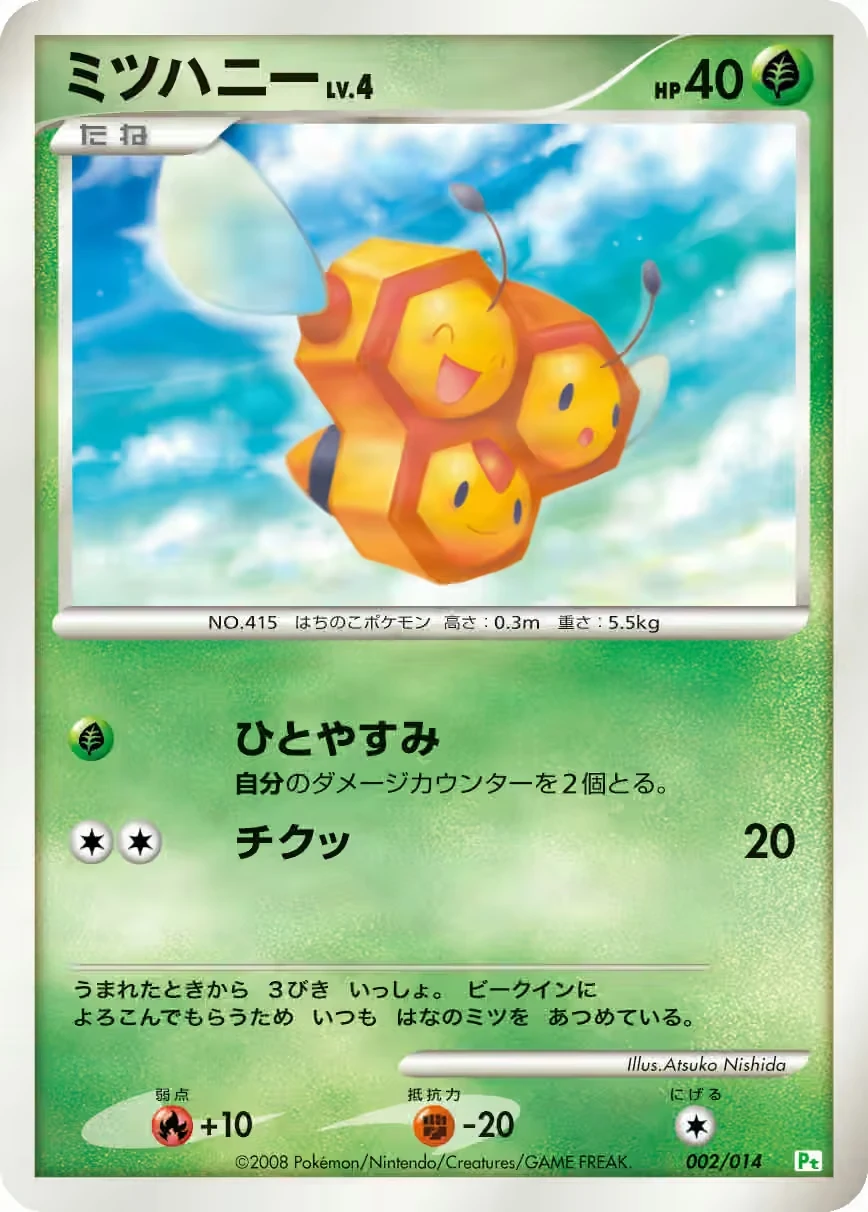 ミツハニー LV.4 HP 40
たね
NO.415 はちのこポケモン 高さ：0.3m 重さ：5.5kg
ひとやすみ
自分のダメージカウンターを2個とる。
チクッ 20
うまれたときから　3びき　いっしょ。　ビークインに
よろこんでもらうため　いつも　はなのミツを　あつめている。
Illus.Atsuko Nishida
弱点 抵抗力 にげる
+10 -20
©2008 Pokémon/Nintendo/Creatures/GAME FREAK. 002/014 Pt